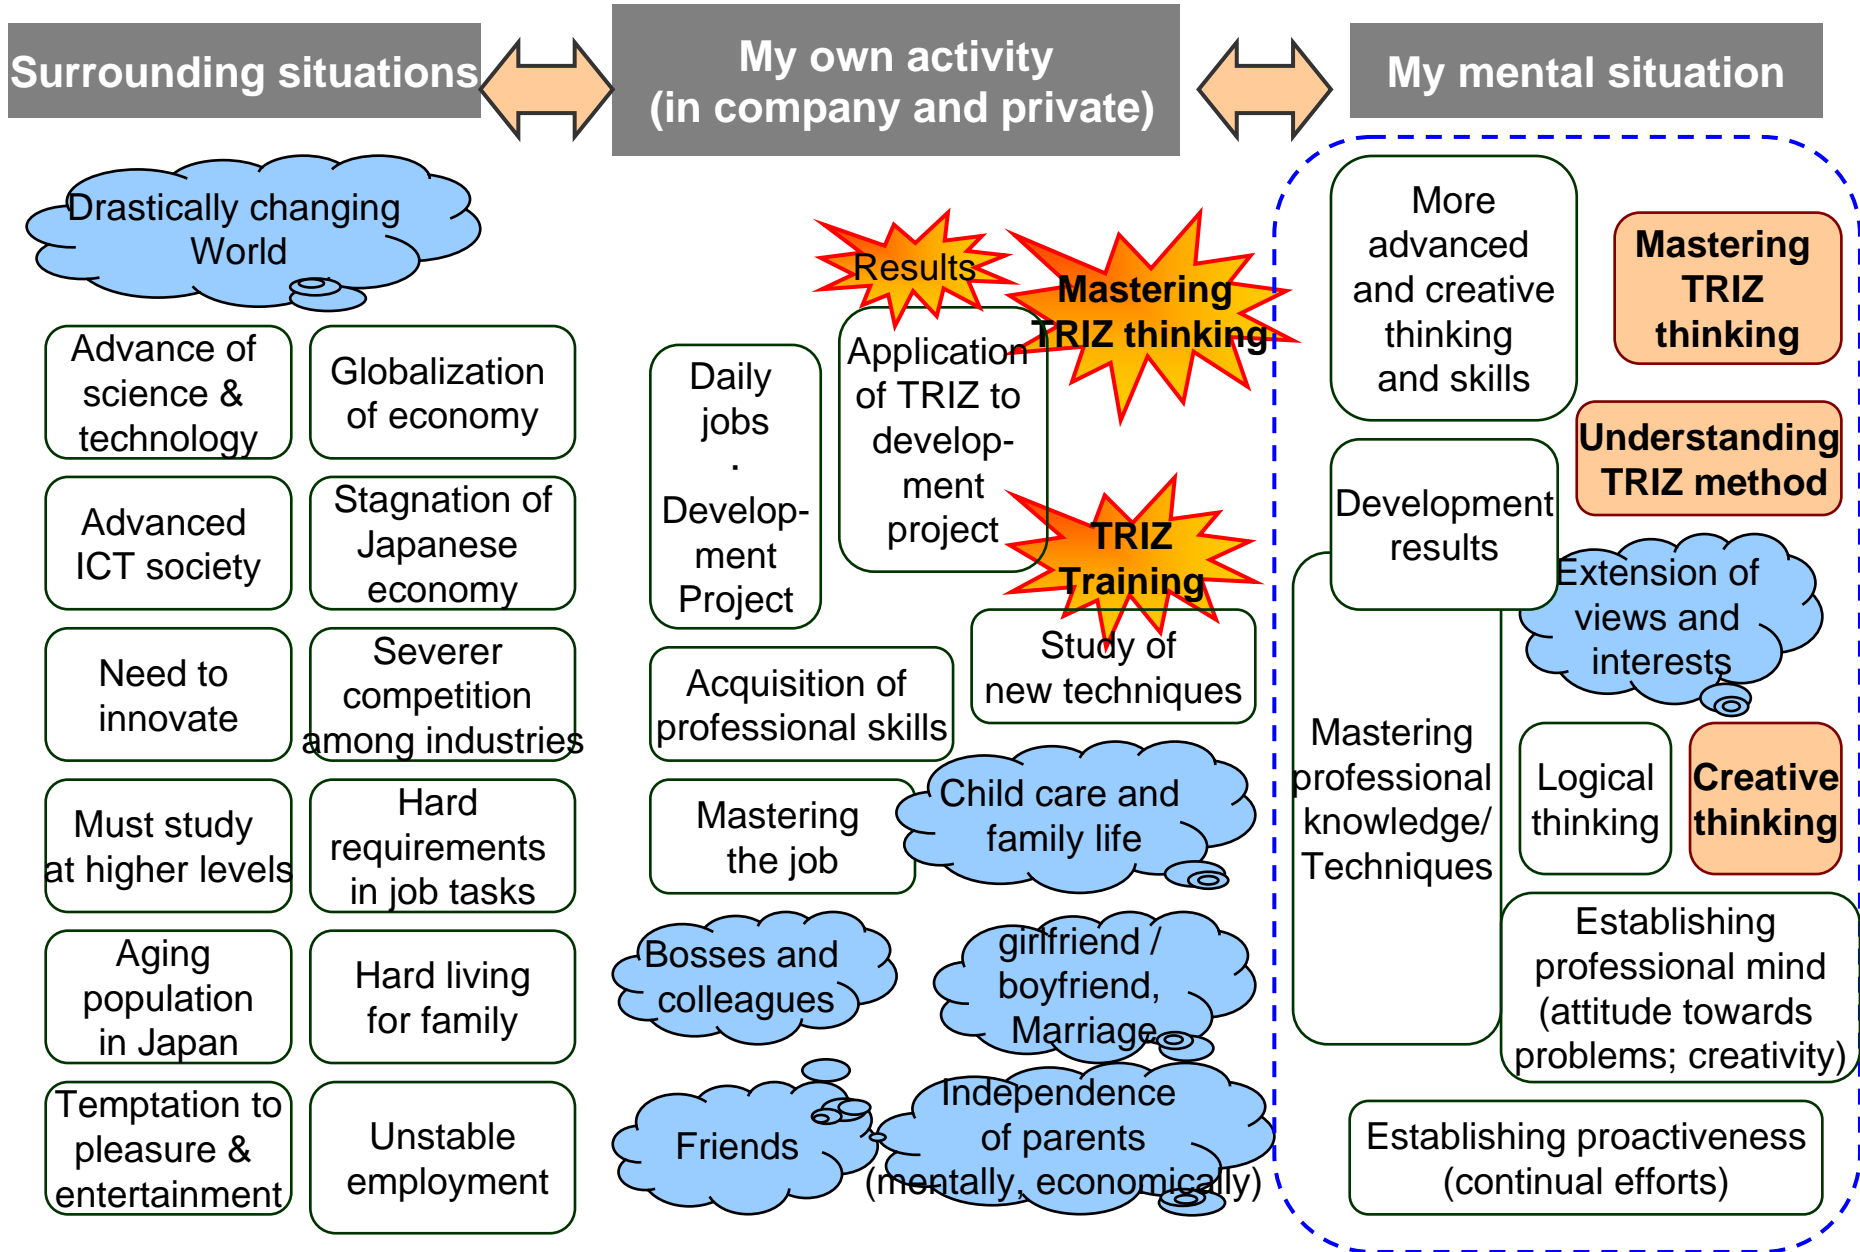 Surrounding situations
My own activity
(in company and private)
My mental situation
Drastically changing
World
Advance of
science &
technology
Globalization
of economy
Advanced
ICT society
Stagnation of
Japanese
economy
Need to
innovate
Severer
competition
among industries
Must study
at higher levels
Hard
requirements
in job tasks
Aging
population
in Japan
Hard living
for family
Temptation to
pleasure &
entertainment
Unstable
employment
Results
Mastering
TRIZ thinking
Daily
jobs
·
Develop-
ment
Project
Application
of TRIZ to
develop-
ment
project
TRIZ
Training
Study of
new techniques
Acquisition of
professional skills
Mastering
the job
Child care and
family life
Bosses and
colleagues
girlfriend /
boyfriend,
Marriage
Friends
Independence
of parents
(mentally, economically)
More
advanced
and creative
thinking
and skills
Mastering
TRIZ
thinking
Understanding
TRIZ method
Development
results
Extension of
views and
interests
Mastering
professional
knowledge/
Techniques
Logical
thinking
Creative
thinking
Establishing
professional mind
(attitude towards
problems; creativity)
Establishing proactiveness
(continual efforts)